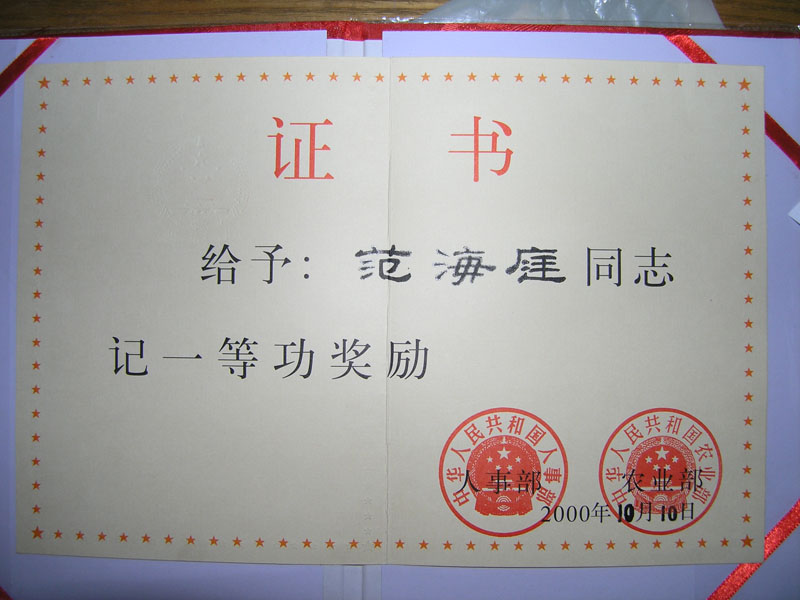 证 书
给予：范海庭同志
记一等功奖励
中华人民共和国人事部
中华人民共和国农业部
人事部 农业部
2000年10月10日